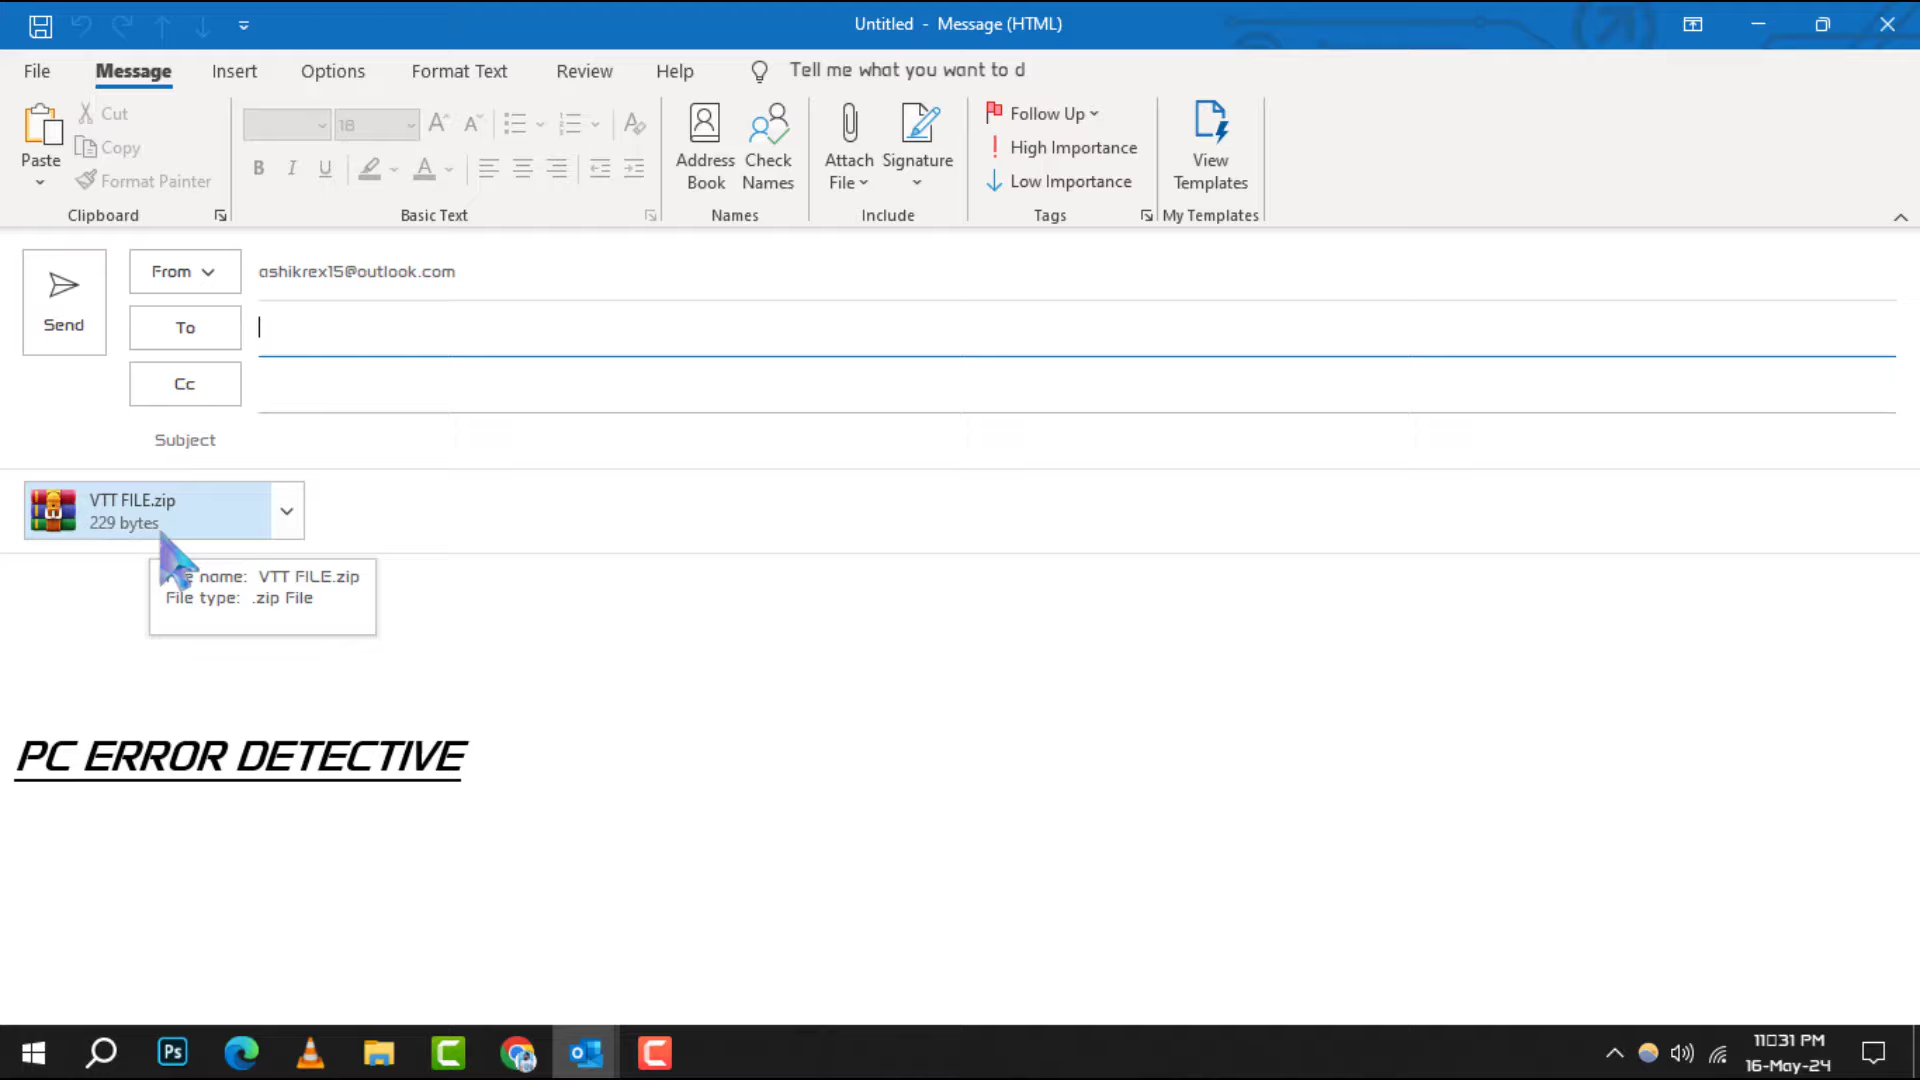 Untitled - Message (HTML)
File Message Insert Options Format Text Review Help Tell me what you want to d
Paste
Cut
Copy
Format Painter
Clipboard
18
B I U
Basic Text
Address Book
Check Names
Names
Attach File
Signature
Include
Follow Up
High Importance
Low Importance
Tags
View Templates
My Templates
Send
From ashikrex15@outlook.com
To
Cc
Subject
VTT FILE.zip
229 bytes
name: VTT FILE.zip
File type: .zip File
PC ERROR DETECTIVE
Ps
11:31 PM
16-May-24